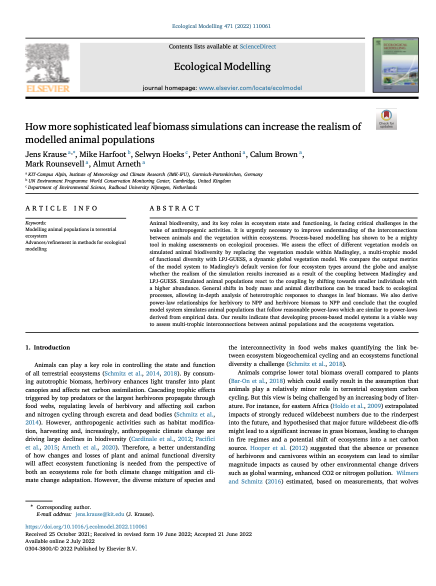 Ecological Modelling 471 (2022) 110061
Contents lists available at ScienceDirect
Ecological Modelling
journal homepage: www.elsevier.com/locate/ecolmodel
ELSEVIER
How more sophisticated leaf biomass simulations can increase the realism of
modelled animal populations
Jens Krause a,*, Mike Harfoot b, Selwyn Hoeks c, Peter Anthoni a, Calum Brown a,
Mark Rounsevell a, Almut Arneth a
a KIT-Campus Alpin, Institute of Meteorology and Climate Research (IMK-IFU), Garmisch-Partenkirchen, Germany
b UN Environment Programme World Conservation Monitoring Center, Cambridge, United Kingdom
c Department of Environmental Science, Radboud University Nijmegen, Netherlands
ARTICLE INFO
Keywords:
Modelling animal populations in terrestrial
ecosystem
Advances/refinement in methods for ecological
modelling
ABSTRACT
Animal biodiversity, and its key roles in ecosystem state and functioning, is facing critical challenges in the
wake of anthropogenic activities. It is urgently necessary to improve understanding of the interconnections
between animals and the vegetation within ecosystems. Process-based modelling has shown to be a mighty
tool in making assessments on ecological processes. We assess the effect of different vegetation models on
simulated animal biodiversity by replacing the vegetation module within Madingley, a multi-trophic model
of functional diversity with LPJ-GUESS, a dynamic global vegetation model. We compare the output metrics
of the model system to Madingley's default version for four ecosystem types around the globe and analyse
whether the realism of the simulated ecosystem results increased as a result of the coupling between Madingley and
LPJ-GUESS. Simulated animal populations react to the coupling by shifting towards smaller individuals with
a higher abundance. General shifts in body mass and animal distributions can be traced back to ecological
processes, allowing in-depth analysis of heterotrophic responses to changes in leaf biomass. We also derive
power-law relationships for herbivory to NPP and herbivore biomass to NPP and conclude that the coupled
model system simulates animal populations that follow reasonable power-laws which are similar to power-laws
derived from empirical data. Our results indicate that developing process-based model systems is a viable way
to assess multi-trophic interconnections between animal populations and the ecosystems vegetation.
1. Introduction
Animals can play a key role in controlling the state and function
of all terrestrial ecosystems (Schmitz et al., 2014, 2018). By consum-
ing autotrophic biomass, herbivory enhances light transfer into plant
canopies and affects net carbon assimilation. Cascading trophic effects
triggered by top predators or the largest herbivores propagate through
food webs, regulating levels of herbivory and affecting soil carbon
and nitrogen cycling through excreta and dead bodies (Schmitz et al.,
2014). However, anthropogenic activities such as habitat modifica-
tion, harvesting and, increasingly, anthropogenic climate change are
driving large declines in biodiversity (Cardinale et al., 2012; Pacifici
et al., 2015; Arneth et al., 2020). Therefore, a better understanding
of how changes and losses of plant and animal functional diversity
will affect ecosystem functioning is needed from the perspective of
both an ecosystems role for both climate change mitigation and cli-
mate change adaptation. However, the diverse mixture of species and
the interconnectivity in food webs makes quantifying the link be-
tween ecosystem biogeochemical cycling and an ecosystems functional
diversity a challenge (Schmitz et al., 2018).
Animals comprise lower total biomass overall compared to plants
(Bar-On et al., 2018) which could easily result in the assumption that
animals play a relatively minor role in terrestrial ecosystem carbon
cycling. But this view is being challenged by an increasing body of liter-
ature. For instance, for eastern Africa (Holdo et al., 2009) extrapolated
impacts of strongly reduced wildebeest numbers due to the rinderpest
into the future, and hypothesised that major future wildebeest die-offs
might lead to a significant increase in grass biomass, leading to changes
in fire regimes and a potential shift of ecosystem into a net carbon
source. Hooper et al. (2012) suggested that the absence or presence
of herbivores and carnivores within an ecosystem can lead to similar
magnitude impacts as caused by other environmental change drivers
such as global warming, enhanced CO2 or nitrogen pollution. Wilmers
and Schmitz (2016) estimated, based on measurements, that wolves
* Corresponding author.
E-mail address: jens.krause@kit.edu (J. Krause).
https://doi.org/10.1016/j.ecolmodel.2022.110061
Received 25 October 2021; Received in revised form 19 June 2022; Accepted 21 June 2022
Available online 2 July 2022
0304-3800/© 2022 Published by Elsevier B.V.